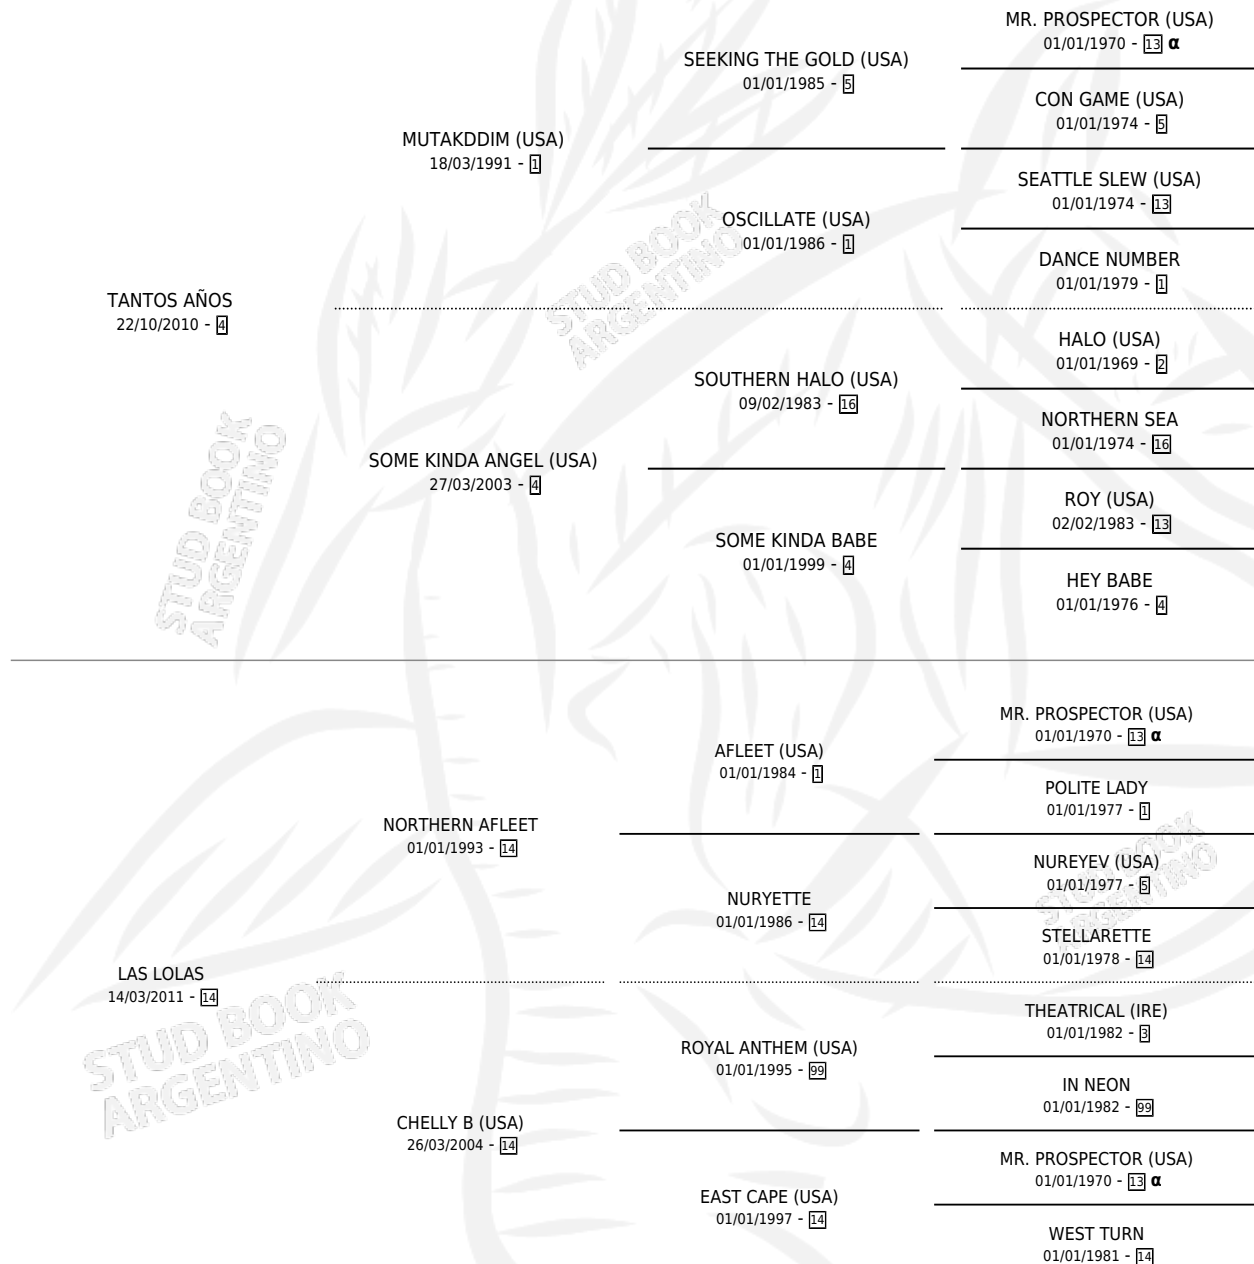 MR. PROSPECTOR (USA)
01/01/1970 - 13 α
SEEKING THE GOLD (USA)
01/01/1985 - 5
CON GAME (USA)
01/01/1974 - 5
MUTAKDDIM (USA)
18/03/1991 - 1
SEATTLE SLEW (USA)
01/01/1974 - 13
OSCILLATE (USA)
01/01/1986 - 1
DANCE NUMBER
01/01/1979 - 1
TANTOS AÑOS
22/10/2010 - 4
HALO (USA)
01/01/1969 - 2
SOUTHERN HALO (USA)
09/02/1983 - 16
NORTHERN SEA
01/01/1974 - 16
SOME KINDA ANGEL (USA)
27/03/2003 - 4
ROY (USA)
02/02/1983 - 13
SOME KINDA BABE
01/01/1999 - 4
HEY BABE
01/01/1976 - 4
MR. PROSPECTOR (USA)
01/01/1970 - 13 α
AFLEET (USA)
01/01/1984 - 1
POLITE LADY
01/01/1977 - 1
NORTHERN AFLEET
01/01/1993 - 14
NUREYEV (USA)
01/01/1977 - 5
NURYETTE
01/01/1986 - 14
STELLARETTE
01/01/1978 - 14
LAS LOLAS
14/03/2011 - 14
THEATRICAL (IRE)
01/01/1982 - 3
ROYAL ANTHEM (USA)
01/01/1995 - 99
IN NEON
01/01/1982 - 99
CHELLY B (USA)
26/03/2004 - 14
MR. PROSPECTOR (USA)
01/01/1970 - 13 α
EAST CAPE (USA)
01/01/1997 - 14
WEST TURN
01/01/1981 - 14
STUD BOOK
ARGENTINO
STUD BOOK
ARGENTINO
STUD BOOK
ARGENTINO
STUD BOOK
ARGENTINO